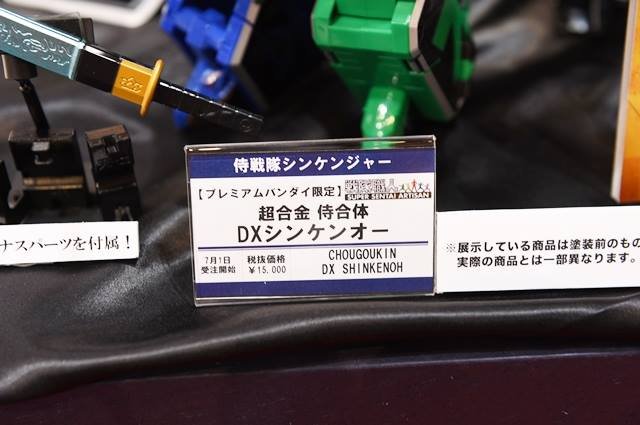 侍戦隊シンケンジャー
【プレミアムバンダイ限定】
SUPER SENTAI ARTISAN
超合金 侍合体
DXシンケンオー
7月1日
受注開始
税抜価格
￥15,000
CHOUGOUKIN
DX SHINKENOH
ナスパーツを付属！
※展示している商品は塗装前のもの
実際の商品とは一部異なります。